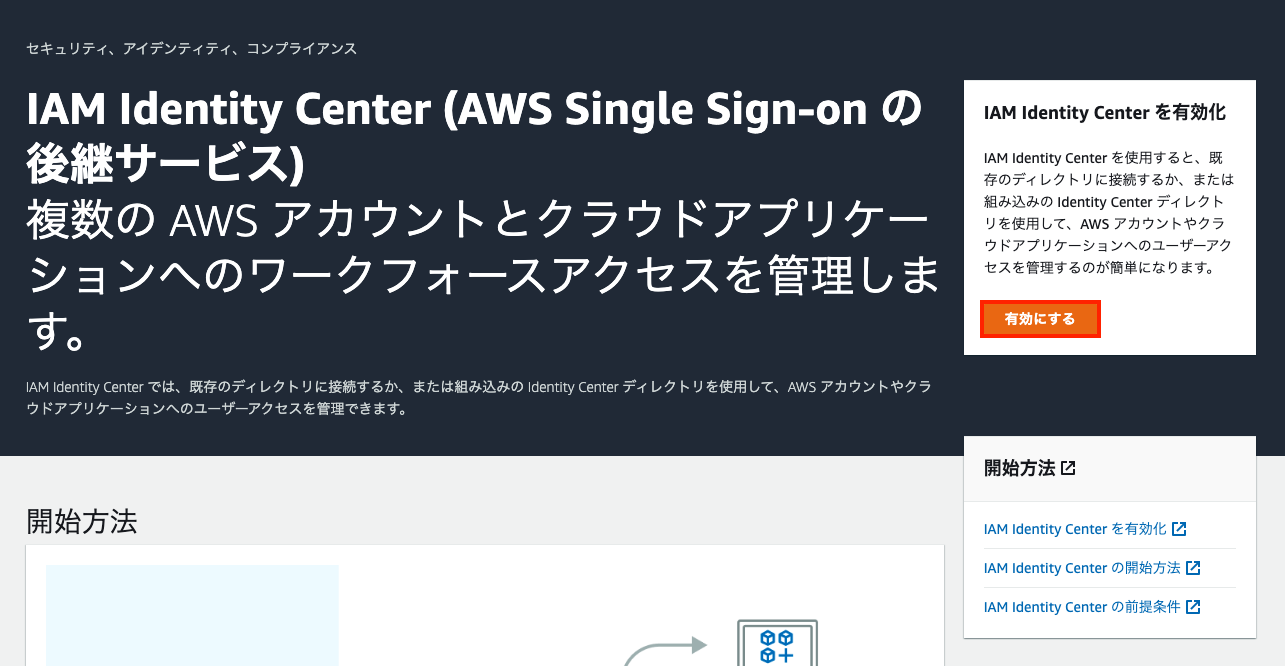 セキュリティ、アイデンティティ、コンプライアンス
IAM Identity Center (AWS Single Sign-on の
後継サービス)
複数の AWS アカウントとクラウドアプリケー
ションへのワークフォースアクセスを管理しま
す。
IAM Identity Center では、既存のディレクトリに接続するか、または組み込みの Identity Center ディレクトリを使用して、AWS アカウントやクラ
ウドアプリケーションへのユーザーアクセスを管理できます。
IAM Identity Center を有効化
IAM Identity Center を使用すると、既
存のディレクトリに接続するか、または
組み込みの Identity Center ディレクト
リを使用して、AWS アカウントやクラ
ウドアプリケーションへのユーザーアク
セスを管理するのが簡単になります。
有効にする
開始方法
IAM Identity Center を有効化
IAM Identity Center の開始方法
IAM Identity Center の前提条件
開始方法